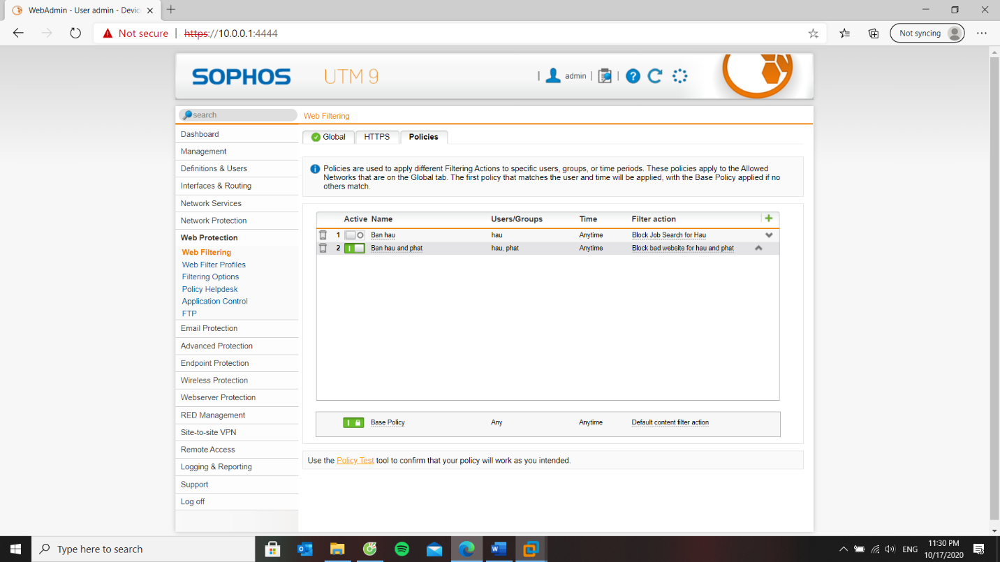 WebAdmin - User admin - Devic
Not secure | https://10.0.0.1:4444
Not syncing
SOPHOS UTM 9
| admin | |
search
Web Filtering
Dashboard
Management
Definitions & Users
Interfaces & Routing
Network Services
Network Protection
Web Protection
Web Filtering
Web Filter Profiles
Filtering Options
Policy Helpdesk
Application Control
FTP
Email Protection
Advanced Protection
Endpoint Protection
Wireless Protection
Webserver Protection
RED Management
Site-to-site VPN
Remote Access
Logging & Reporting
Support
Log off
Global HTTPS Policies
Policies are used to apply different Filtering Actions to specific users, groups, or time periods. These policies apply to the Allowed
Networks that are on the Global tab. The first policy that matches the user and time will be applied, with the Base Policy applied if no
others match.
Active Name Users/Groups Time Filter action
1 Ban hau hau Anytime Block Job Search for Hau
2 Ban hau and phat hau, phat Anytime Block bad website for hau and phat
Base Policy Any Anytime Default content filter action
Use the Policy Test tool to confirm that your policy will work as you intended.
Type here to search
ENG
11:30 PM
10/17/2020